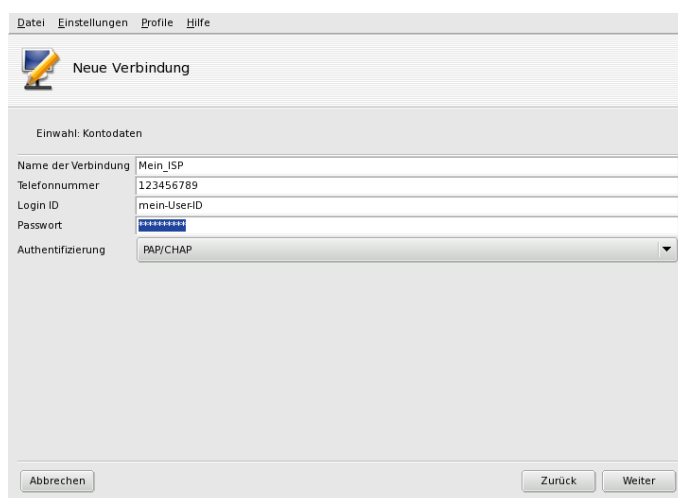 Datei Einstellungen Profile Hilfe
Neue Verbindung
Einwahl: Kontodaten
Name der Verbindung Mein_ISP
Telefonnummer 123456789
Login ID mein-User-ID
Passwort **********
Authentifizierung PAP/CHAP
Abbrechen Zurück Weiter